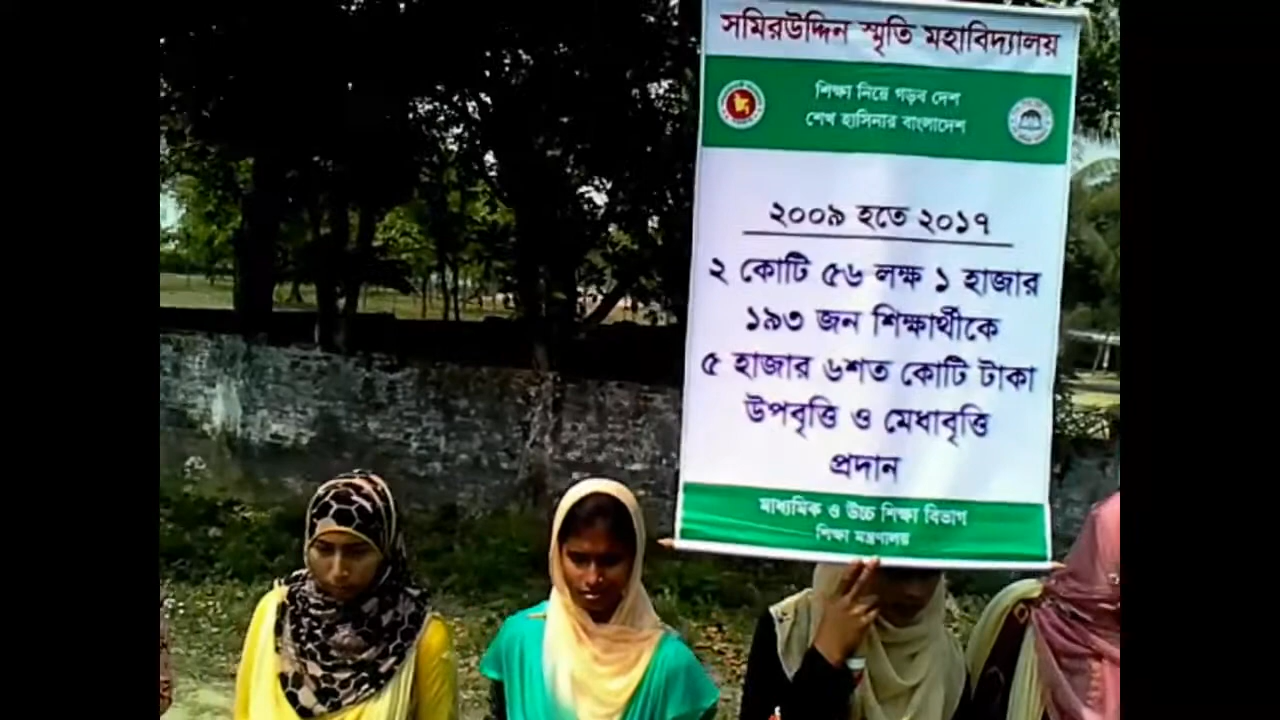 সমিরউদ্দিন স্মৃতি মহাবিদ্যালয়
শিক্ষা নিয়ে গড়ব দেশ
শেখ হাসিনার বাংলাদেশ
২০০৯ হতে ২০১৭
২ কোটি ৫৬ লক্ষ ১ হাজার
১৯৩ জন শিক্ষার্থীকে
৫ হাজার ৬শত কোটি টাকা
উপবৃত্তি ও মেধাবৃত্তি
প্রদান
মাধ্যমিক ও উচ্চ শিক্ষা বিভাগ
শিক্ষা মন্ত্রণালয়